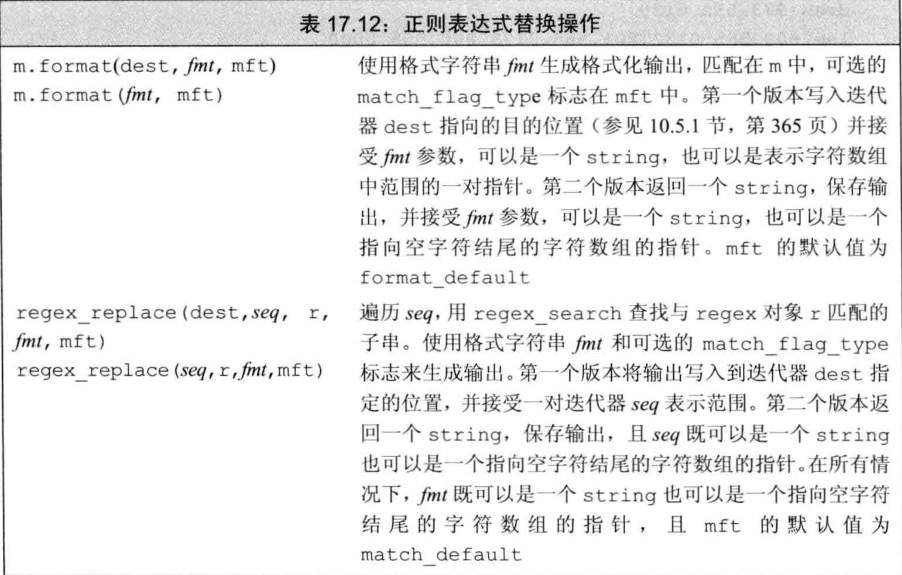 表 17.12：正则表达式替换操作
m.format(dest, fmt, mft)
m.format(fmt, mft)
使用格式字符串 fmt 生成格式化输出，匹配在 m 中，可选的
match_flag_type 标志在 mft 中。第一个版本写入迭代
器 dest 指向的目的位置（参见 10.5.1 节，第 365 页）并接
受 fmt 参数，可以是一个 string，也可以是表示字符数组
中范围的一对指针。第二个版本返回一个 string，保存输
出，并接受 fmt 参数，可以是一个 string，也可以是一个
指向空字符结尾的字符数组的指针。mft 的默认值为
format_default
regex_replace(dest,seq, r,
fmt, mft)
regex_replace(seq,r,fmt,mft)
遍历 seq，用 regex_search 查找与 regex 对象 r 匹配的
子串。使用格式字符串 fmt 和可选的 match_flag_type
标志来生成输出。第一个版本将输出写入到迭代器 dest 指
定的位置，并接受一对迭代器 seq 表示范围。第二个版本返
回一个 string，保存输出，且 seq 既可以是一个 string
也可以是一个指向空字符结尾的字符数组的指针。在所有情
况下，fmt 既可以是一个 string 也可以是一个指向空字符
结尾的字符数组的指针，且 mft 的默认值为
match_default